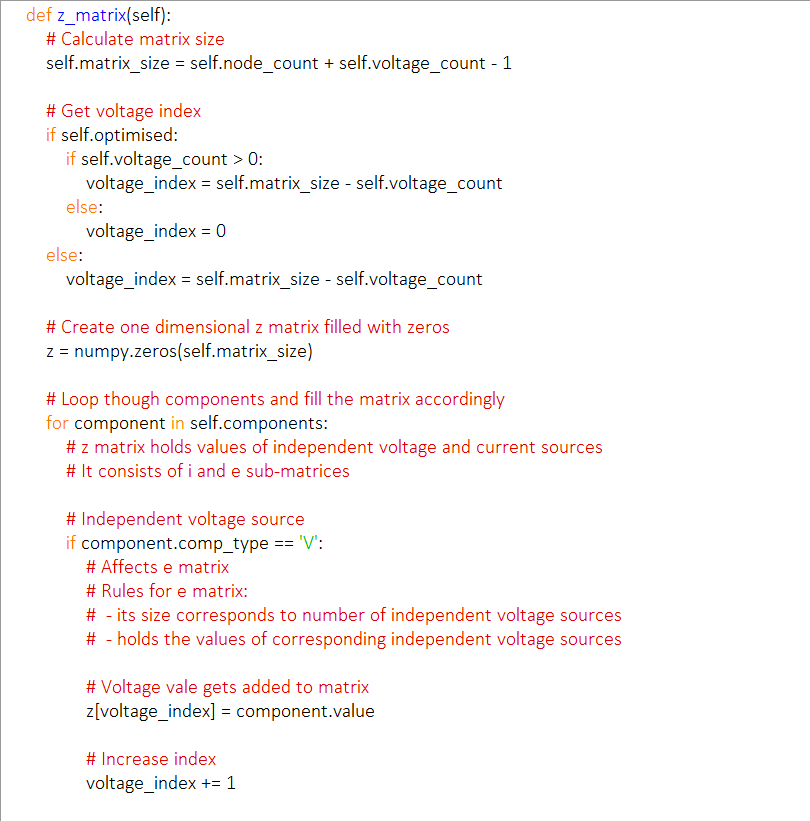 def z_matrix(self):
# Calculate matrix size
self.matrix_size = self.node_count + self.voltage_count - 1
# Get voltage index
if self.optimised:
if self.voltage_count > 0:
voltage_index = self.matrix_size - self.voltage_count
else:
voltage_index = 0
else:
voltage_index = self.matrix_size - self.voltage_count
# Create one dimensional z matrix filled with zeros
z = numpy.zeros(self.matrix_size)
# Loop though components and fill the matrix accordingly
for component in self.components:
# z matrix holds values of independent voltage and current sources
# It consists of i and e sub-matrices
# Independent voltage source
if component.comp_type == 'V':
# Affects e matrix
# Rules for e matrix:
#  - its size corresponds to number of independent voltage sources
#  - holds the values of corresponding independent voltage sources
# Voltage vale gets added to matrix
z[voltage_index] = component.value
# Increase index
voltage_index += 1